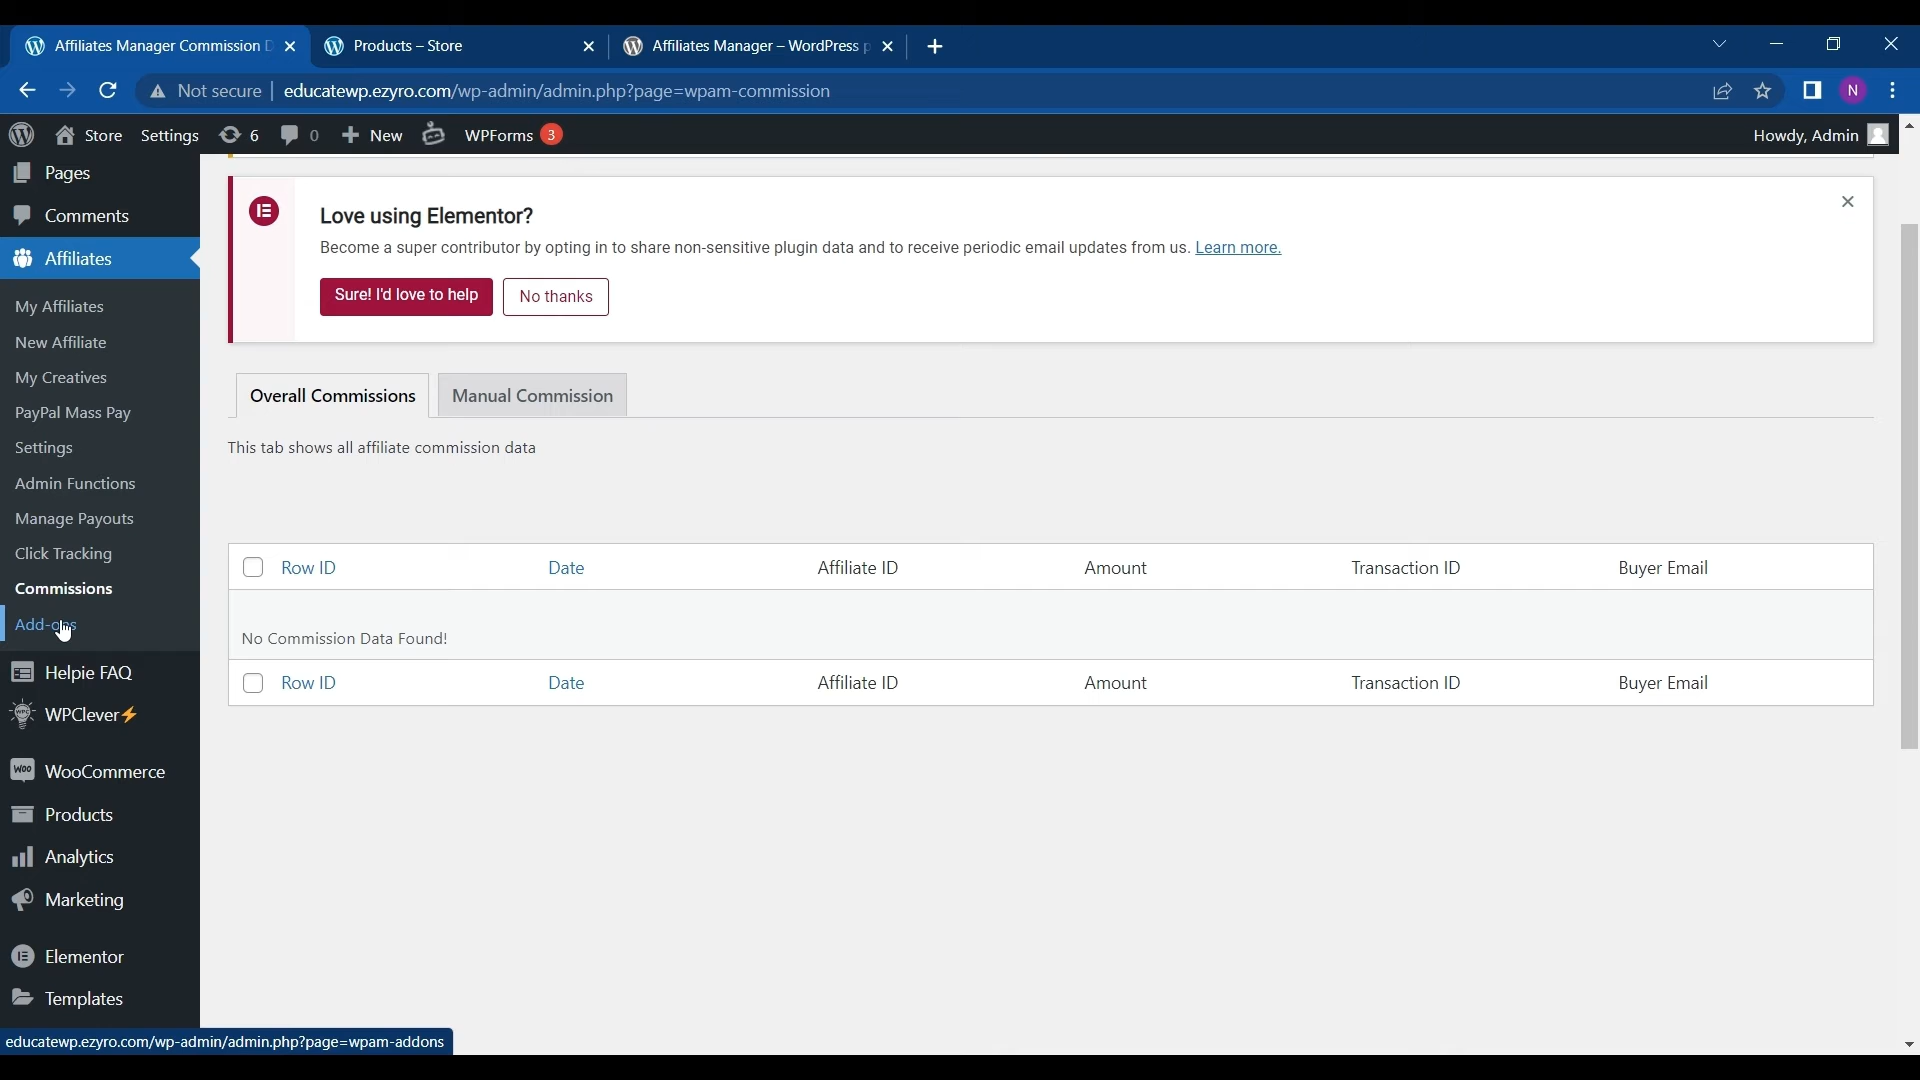 Affiliates Manager Commission D
Products – Store
Affiliates Manager – WordPress p
Not secure
educatewp.ezyro.com/wp-admin/admin.php?page=wpam-commission
N
Store
Settings
6
0
New
WPForms 3
Howdy, Admin
Pages
Comments
Affiliates
My Affiliates
New Affiliate
My Creatives
PayPal Mass Pay
Settings
Admin Functions
Manage Payouts
Click Tracking
Commissions
Add-ons
Helpie FAQ
WPClever⚡
Woo WooCommerce
Products
Analytics
Marketing
Elementor
Templates
Love using Elementor?
Become a super contributor by opting in to share non-sensitive plugin data and to receive periodic email updates from us. Learn more.
Sure! I'd love to help
No thanks
Overall Commissions
Manual Commission
This tab shows all affiliate commission data
Row ID Date Affiliate ID Amount Transaction ID Buyer Email
No Commission Data Found!
Row ID Date Affiliate ID Amount Transaction ID Buyer Email
educatewp.ezyro.com/wp-admin/admin.php?page=wpam-addons